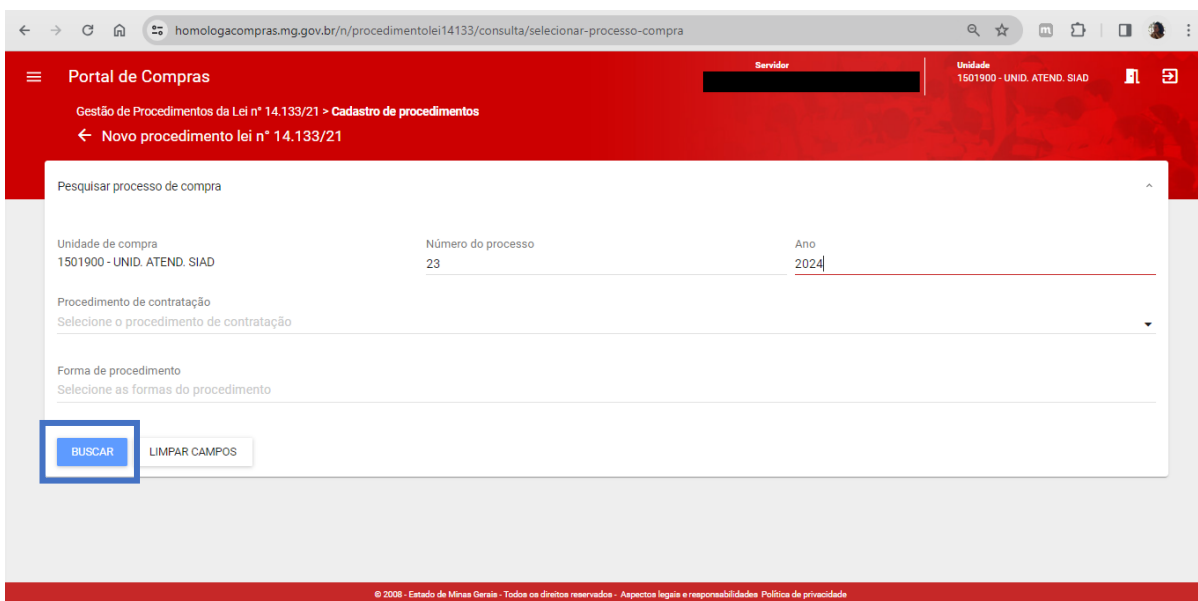 homologacompras.mg.gov.br/n/procedimentolei14133/consulta/selecionar-processo-compra
Portal de Compras
Servidor
Unidade
1501900 - UNID. ATEND. SIAD
Gestão de Procedimentos da Lei n° 14.133/21 > Cadastro de procedimentos
Novo procedimento lei n° 14.133/21
Pesquisar processo de compra
Unidade de compra
1501900 - UNID. ATEND. SIAD
Número do processo
23
Ano
2024
Procedimento de contratação
Selecione o procedimento de contratação
Forma de procedimento
Selecione as formas do procedimento
BUSCAR
LIMPAR CAMPOS
© 2008 - Estado de Minas Gerais - Todos os direitos reservados - Aspectos legais e responsabilidades Política de privacidade